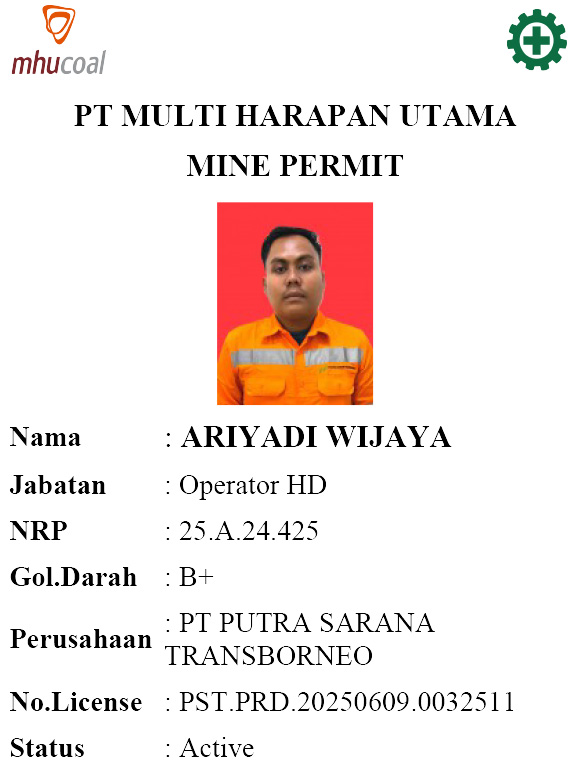 mhucoal
PT MULTI HARAPAN UTAMA
MINE PERMIT
Nama : ARIYADI WIJAYA
Jabatan : Operator HD
NRP : 25.A.24.425
Gol.Darah : B+
Perusahaan : PT PUTRA SARANA
TRANSBORNEO
No.License : PST.PRD.20250609.0032511
Status : Active